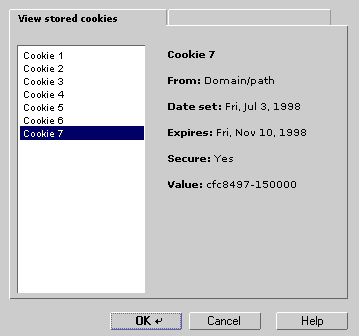 View stored cookies
Cookie 1
Cookie 2
Cookie 3
Cookie 4
Cookie 5
Cookie 6
Cookie 7
Cookie 7
From: Domain/path
Date set: Fri, Jul 3, 1998
Expires: Fri, Nov 10, 1998
Secure: Yes
Value: cfc8497-150000
OK ↵
Cancel
Help